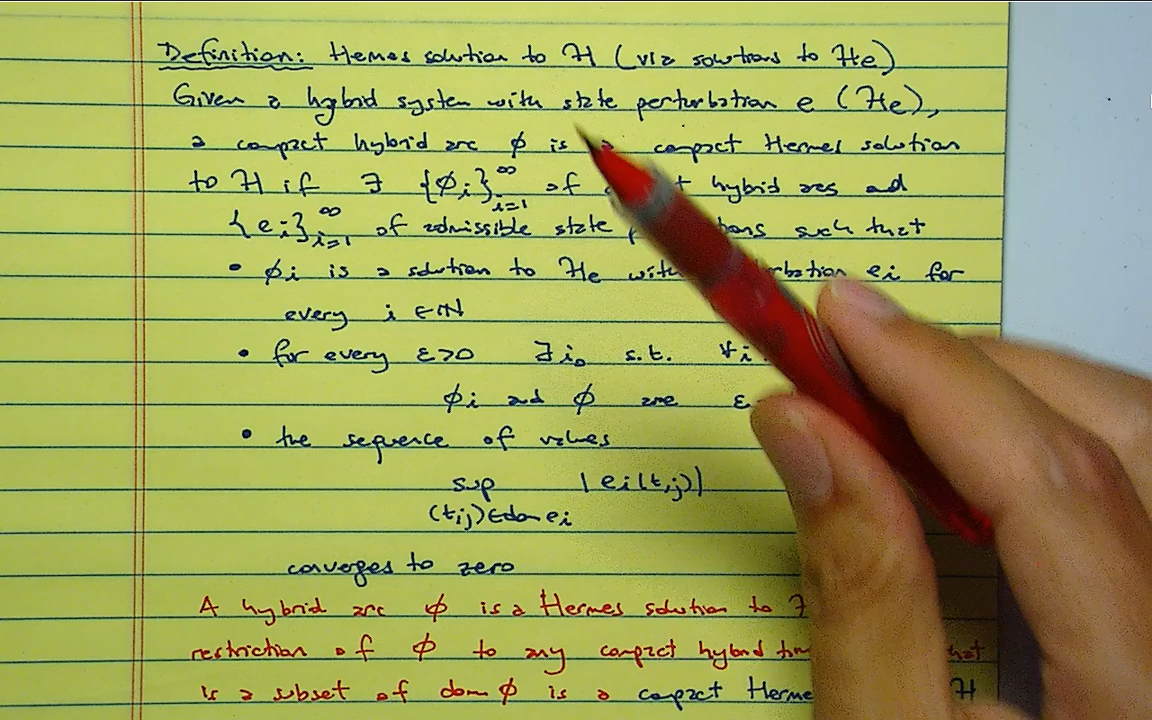 Definition: Hermes solution to H (via solutions to He)
Given a hybrid system with state perturbation e (He),
a compact hybrid arc φ is a compact Hermes solution
to H if ∃ {φi}∞i=1 of hybrid arcs and
{ei}∞i=1 of admissible state such that
• φi is a solution to He with ei for
every i ∈ N
• for every ε>0 ∃ i0 s.t. ∀i
φi and φ are ε
• the sequence of values
sup |ei(t,j)|
(t,j)∈dom ei
converges to zero
A hybrid arc φ is a Hermes solution to
restriction of φ to any compact hybrid
is a subset of dom φ is a compact H